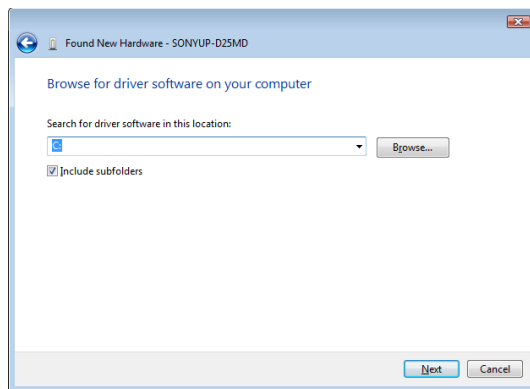 Found New Hardware - SONYUP-D25MD
Browse for driver software on your computer
Search for driver software in this location:
C:
Browse...
Include subfolders
Next
Cancel